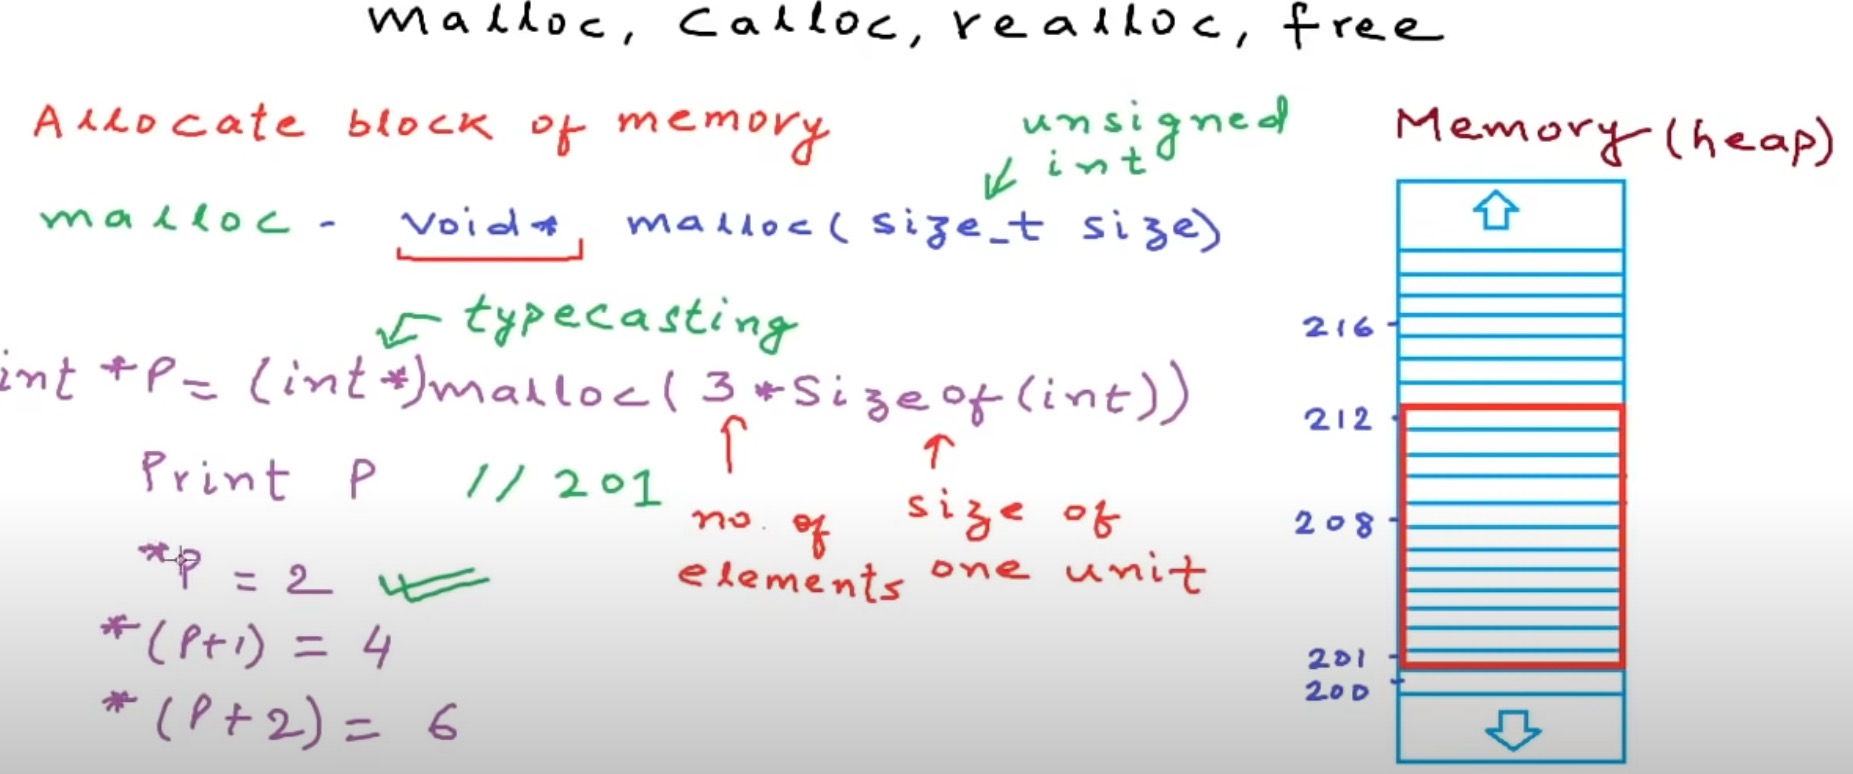 malloc, calloc, realloc, free
Allocate block of memory
unsigned
int
malloc - void* malloc(size_t size)
typecasting
int *P = (int*)malloc(3*Sizeof(int))
Print P // 201
no. of
elements
size of
one unit
*P = 2
*(P+1) = 4
*(P+2) = 6
Memory (heap)
216
212
208
201
200